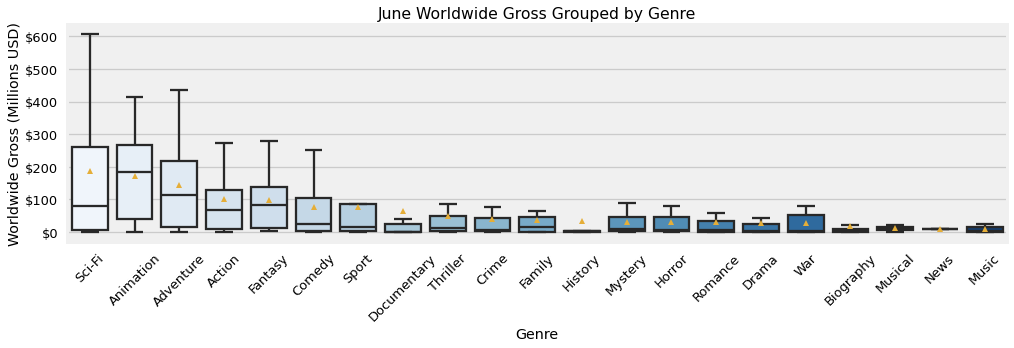 June Worldwide Gross Grouped by Genre
Worldwide Gross (Millions USD)
$600
$500
$400
$300
$200
$100
$0
Sci-Fi
Animation
Adventure
Action
Fantasy
Comedy
Sport
Documentary
Thriller
Crime
Family
History
Mystery
Horror
Romance
Drama
War
Biography
Musical
News
Music
Genre